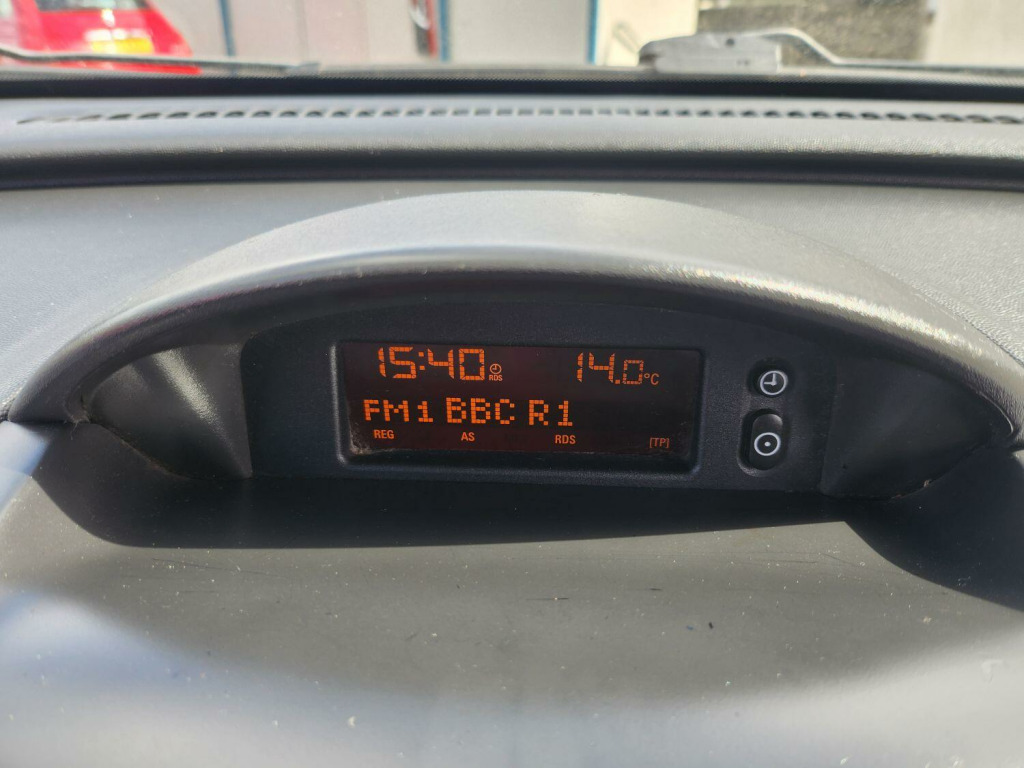 15:40 RDS 14.0°C
FM1 BBC R1
REG AS RDS [TP]